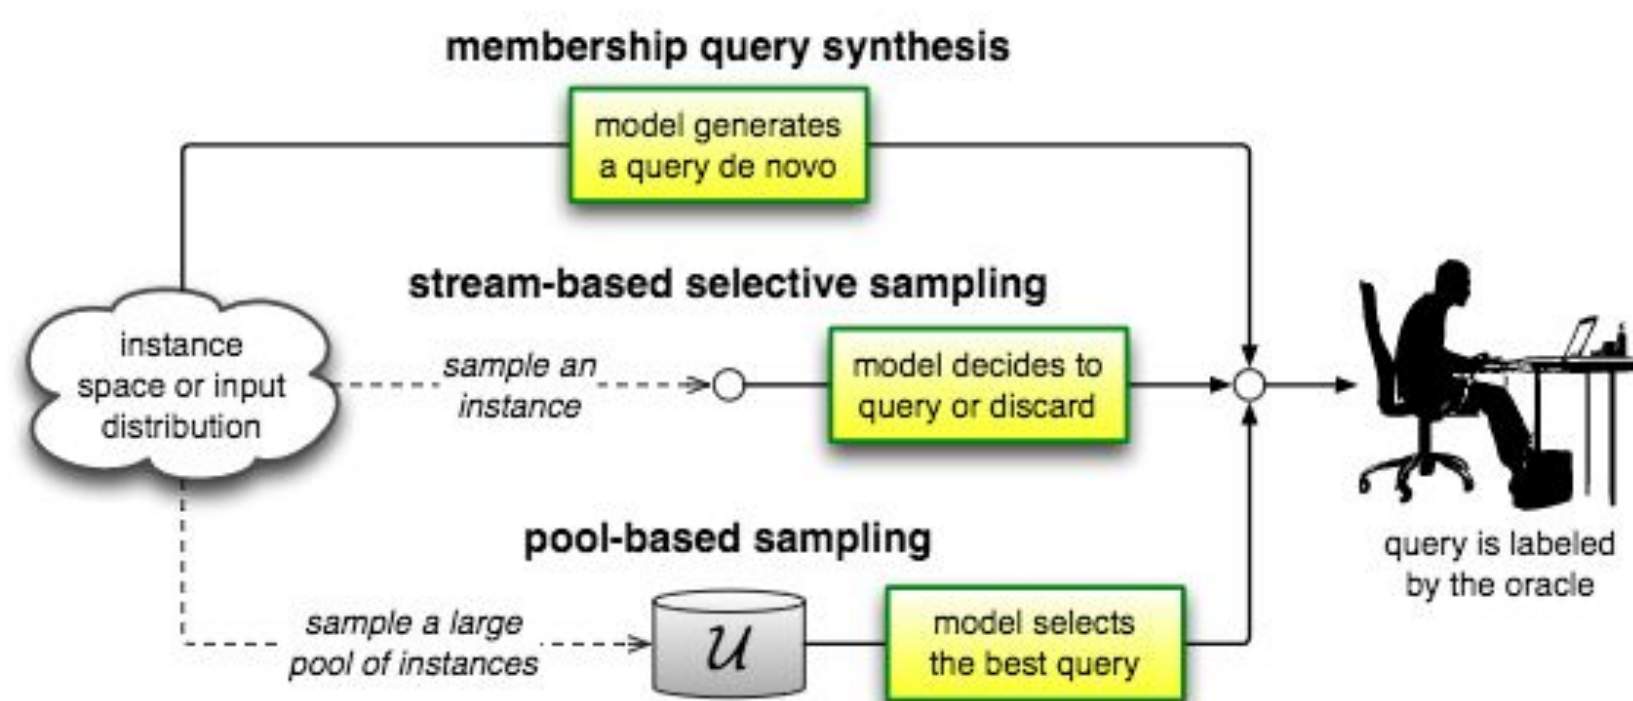 membership query synthesis
model generates
a query de novo
stream-based selective sampling
instance
space or input
distribution
sample an
instance
model decides to
query or discard
query is labeled
by the oracle
pool-based sampling
sample a large
pool of instances
U
model selects
the best query